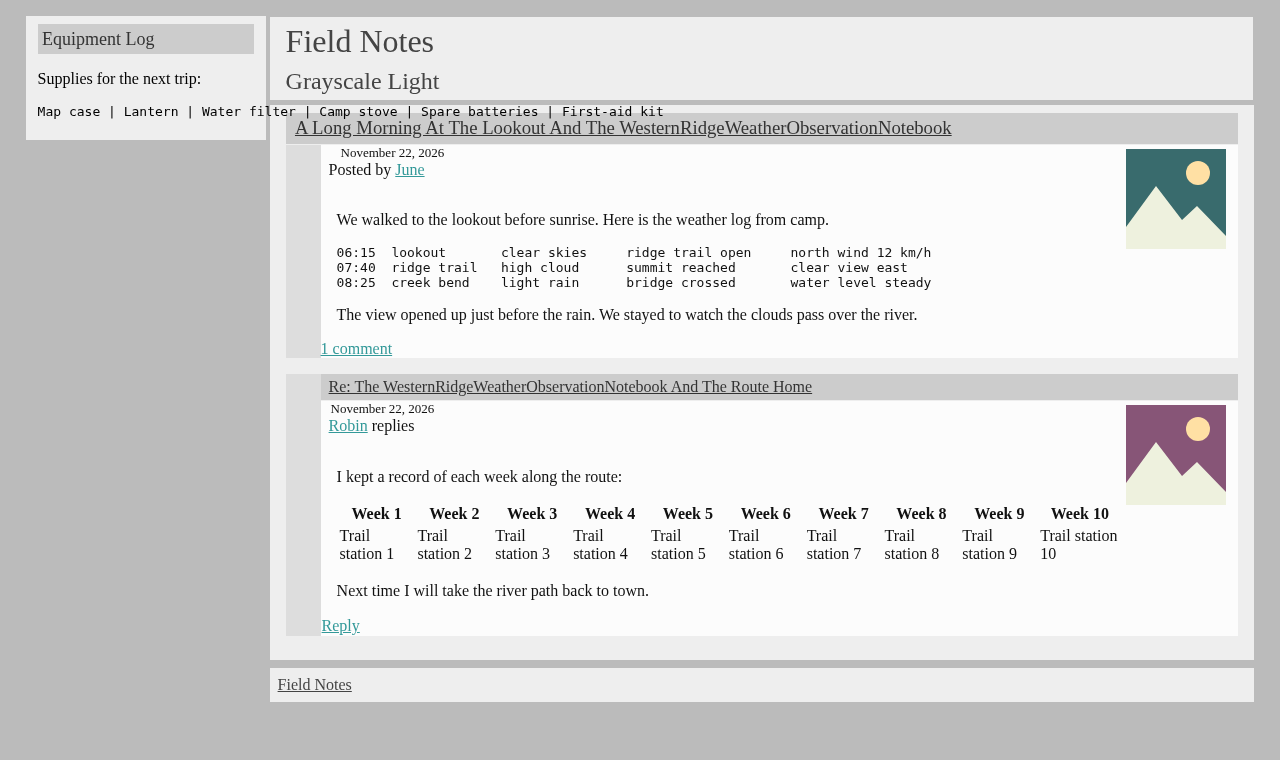 Equipment Log
Supplies for the next trip:
Map case | Lantern | Water filter | Camp stove | Spare batteries | First-aid kit
Field Notes
Grayscale Light
A Long Morning At The Lookout And The WesternRidgeWeatherObservationNotebook
November 22, 2026
Posted by June
We walked to the lookout before sunrise. Here is the weather log from camp.
06:15  lookout       clear skies     ridge trail open     north wind 12 km/h
07:40  ridge trail   high cloud      summit reached       clear view east
08:25  creek bend    light rain      bridge crossed       water level steady
The view opened up just before the rain. We stayed to watch the clouds pass over the river.
1 comment
Re: The WesternRidgeWeatherObservationNotebook And The Route Home
November 22, 2026
Robin replies
I kept a record of each week along the route:
Week 1 Week 2 Week 3 Week 4 Week 5 Week 6 Week 7 Week 8 Week 9 Week 10
Trail Trail Trail Trail Trail Trail Trail Trail Trail Trail station
station 1 station 2 station 3 station 4 station 5 station 6 station 7 station 8 station 9 10
Next time I will take the river path back to town.
Reply
Field Notes